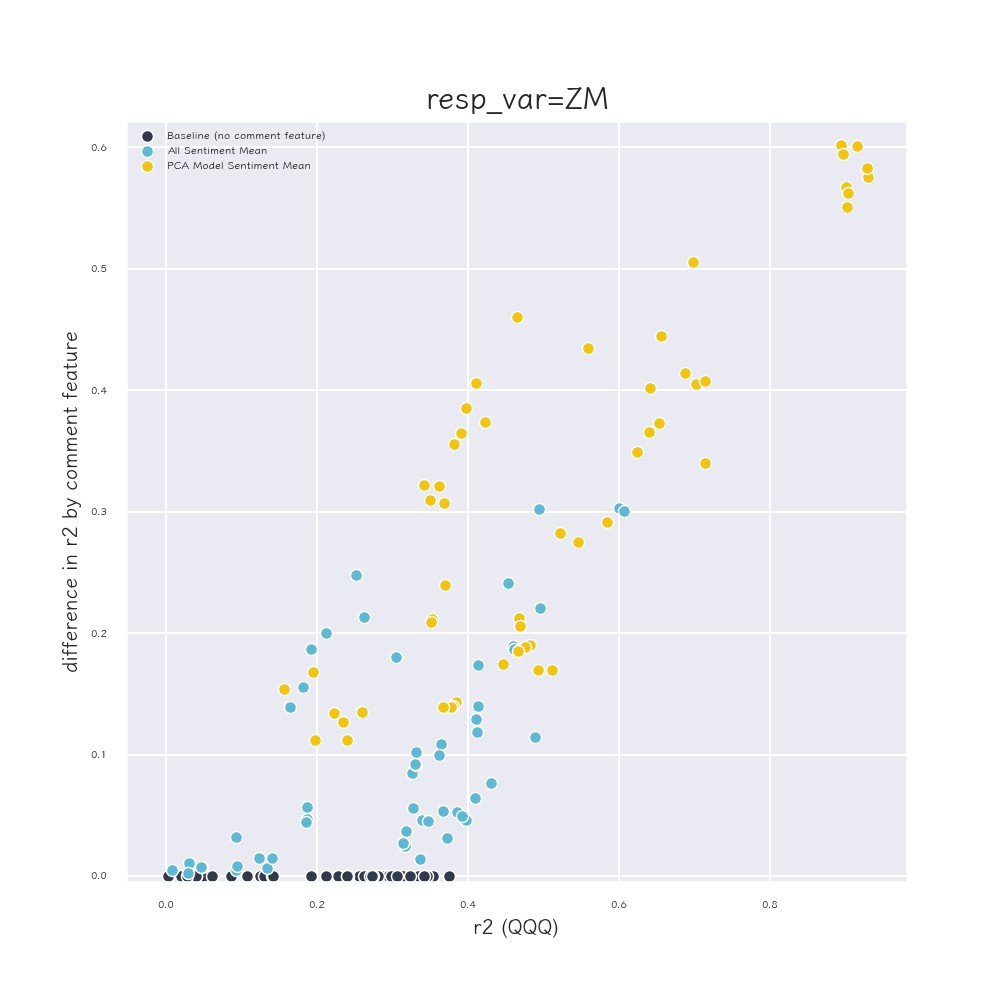 resp_var=ZM
Baseline (no comment feature)
All Sentiment Mean
PCA Model Sentiment Mean
0.6
0.5
0.4
0.3
0.2
0.1
0.0
difference in r2 by comment feature
0.0 0.2 0.4 0.6 0.8
r2 (QQQ)